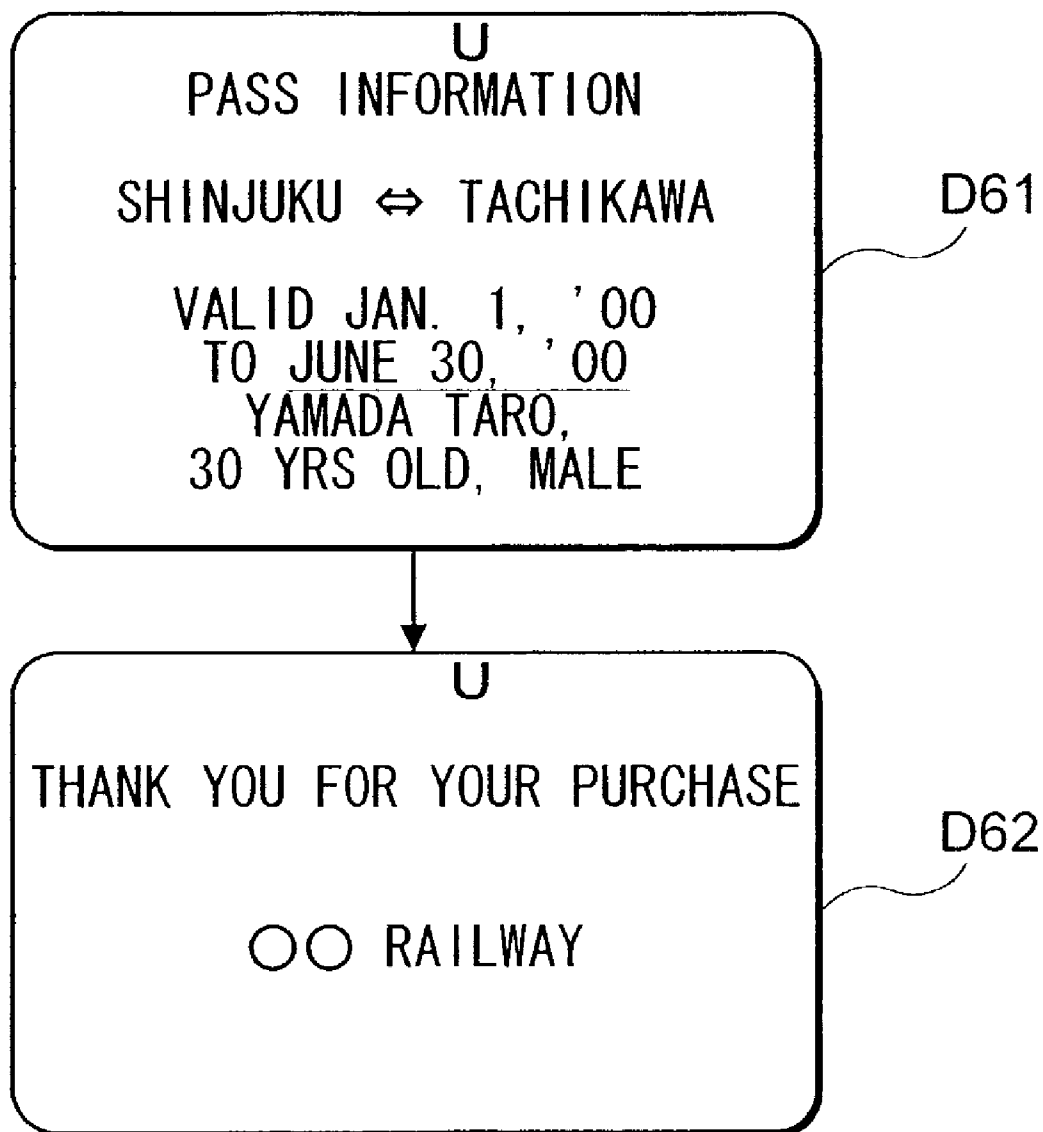 U
PASS INFORMATION
SHINJUKU ⇔ TACHIKAWA
D61
VALID JAN. 1, '00
TO JUNE 30, '00
YAMADA TARO,
30 YRS OLD, MALE
U
THANK YOU FOR YOUR PURCHASE
D62
○○ RAILWAY